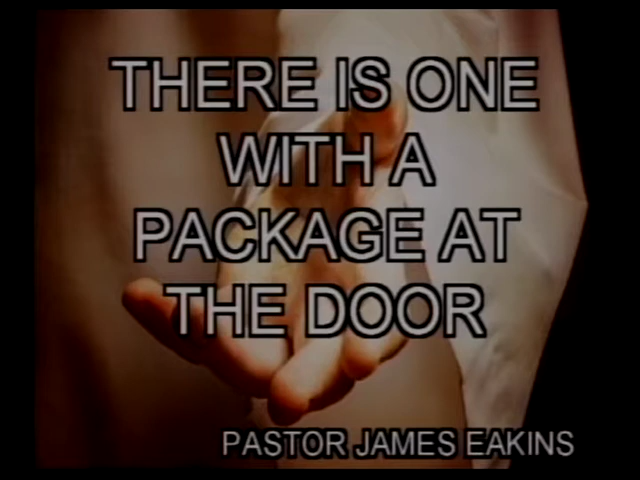 THERE IS ONE
WITH A
PACKAGE AT
THE DOOR
PASTOR JAMES EAKINS